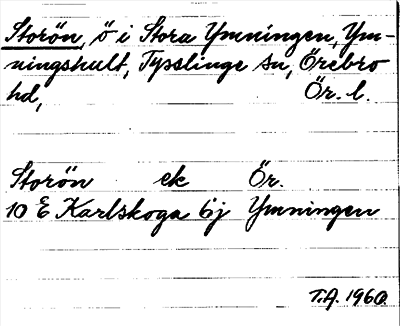 Storön, ö i Stora Ymningen, Ym-
ningshult, Tysslinge sn, Örebro
hd, Ör. l.
Storön ek Ör.
10 E Karlskoga 6j Ymningen
T.A. 1960